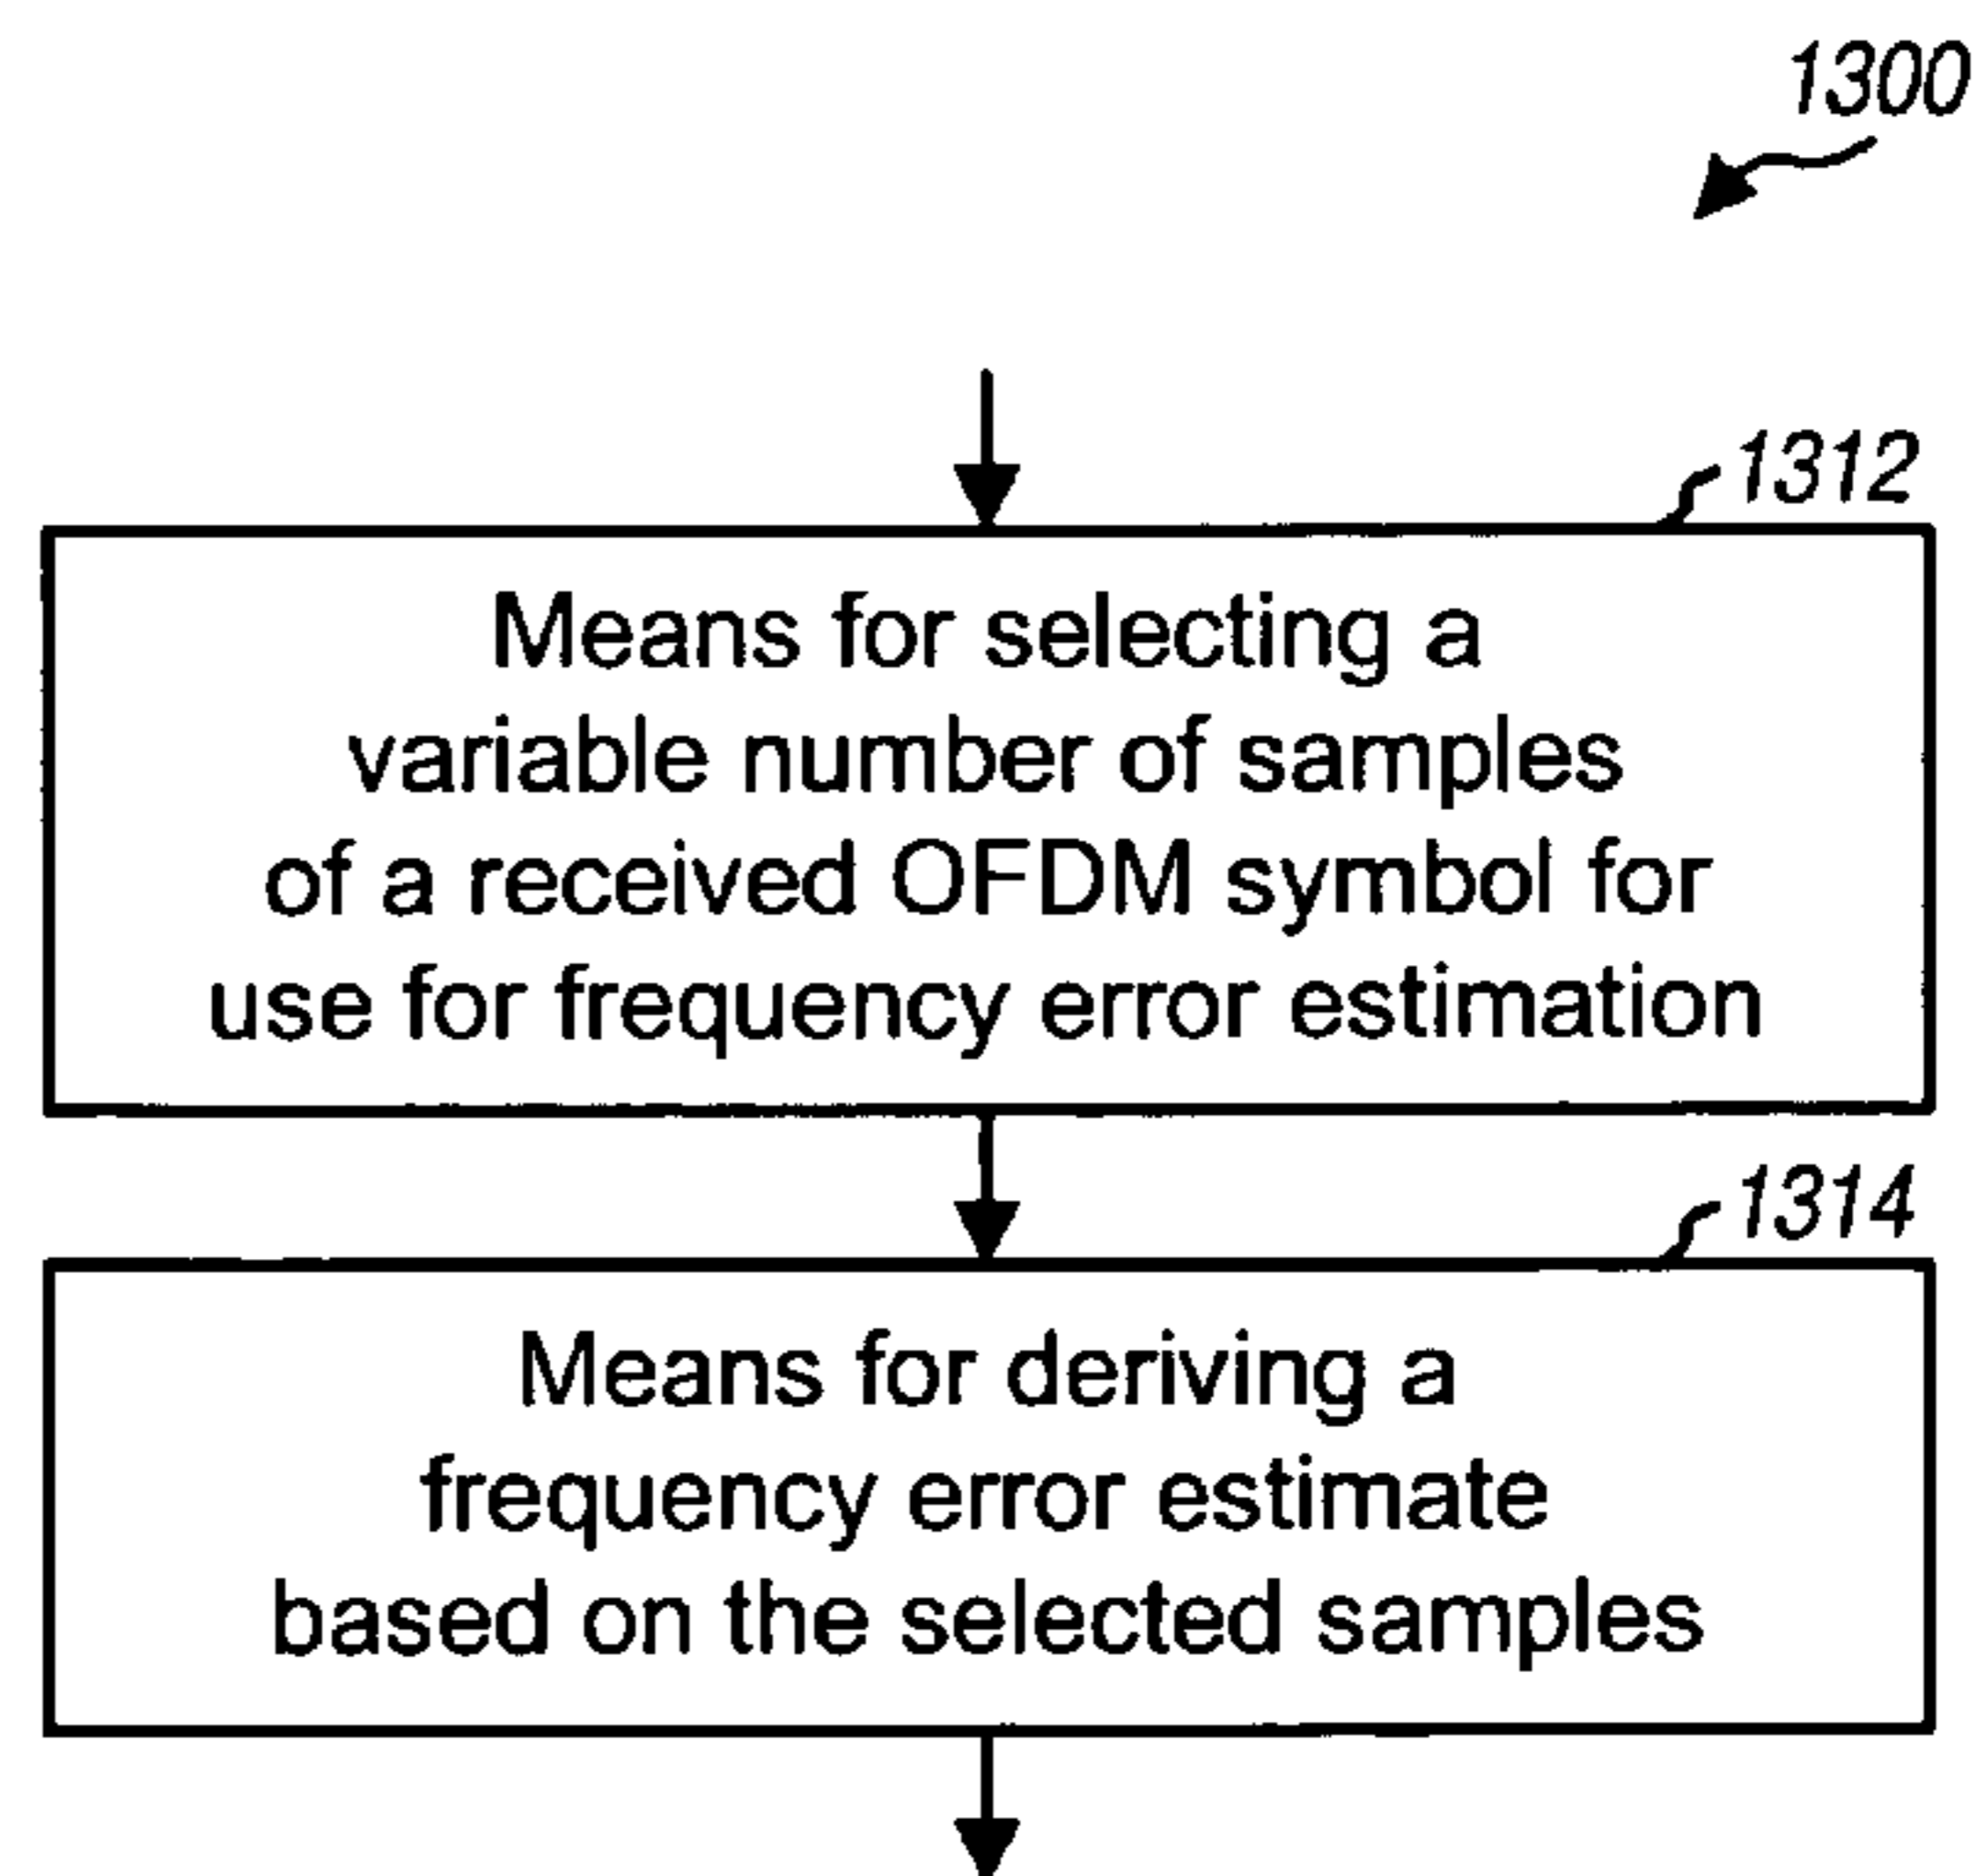 1300
1312
Means for selecting a
variable number of samples
of a received OFDM symbol for
use for frequency error estimation
1314
Means for deriving a
frequency error estimate
based on the selected samples